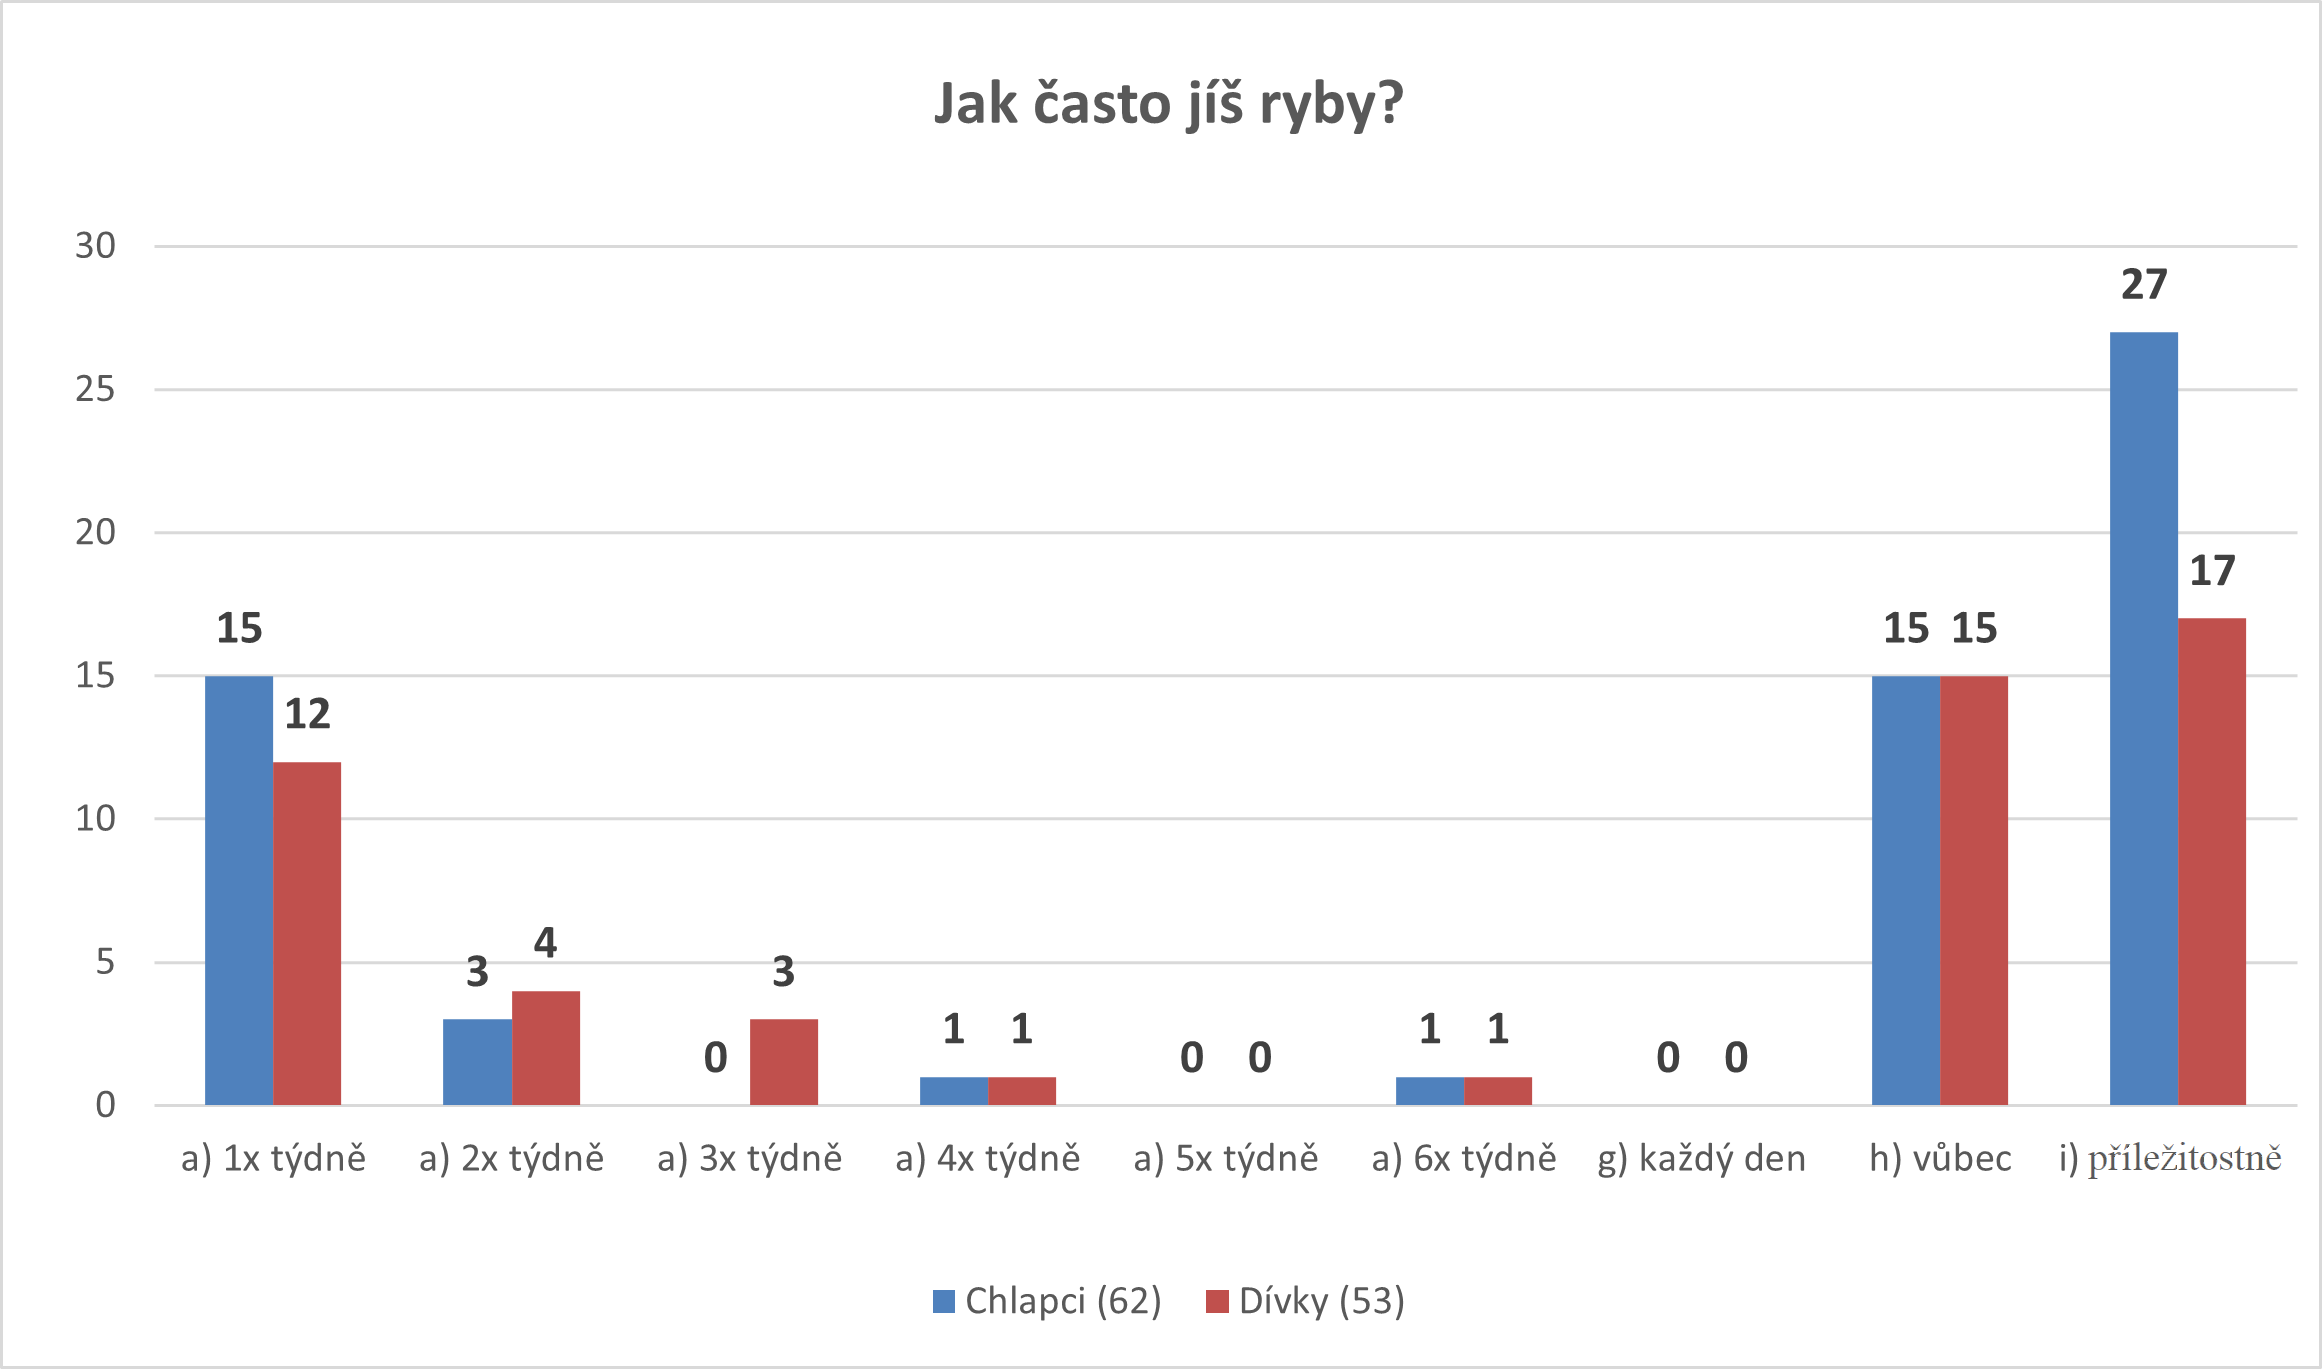 Jak často jíš ryby?
30
25
20
15
10
5
0
15
12
3
4
0
3
1
1
0
0
1
1
0
0
15
15
27
17
a) 1x týdně
a) 2x týdně
a) 3x týdně
a) 4x týdně
a) 5x týdně
a) 6x týdně
g) každý den
h) vůbec
i) příležitostně
Chlapci (62)
Dívky (53)